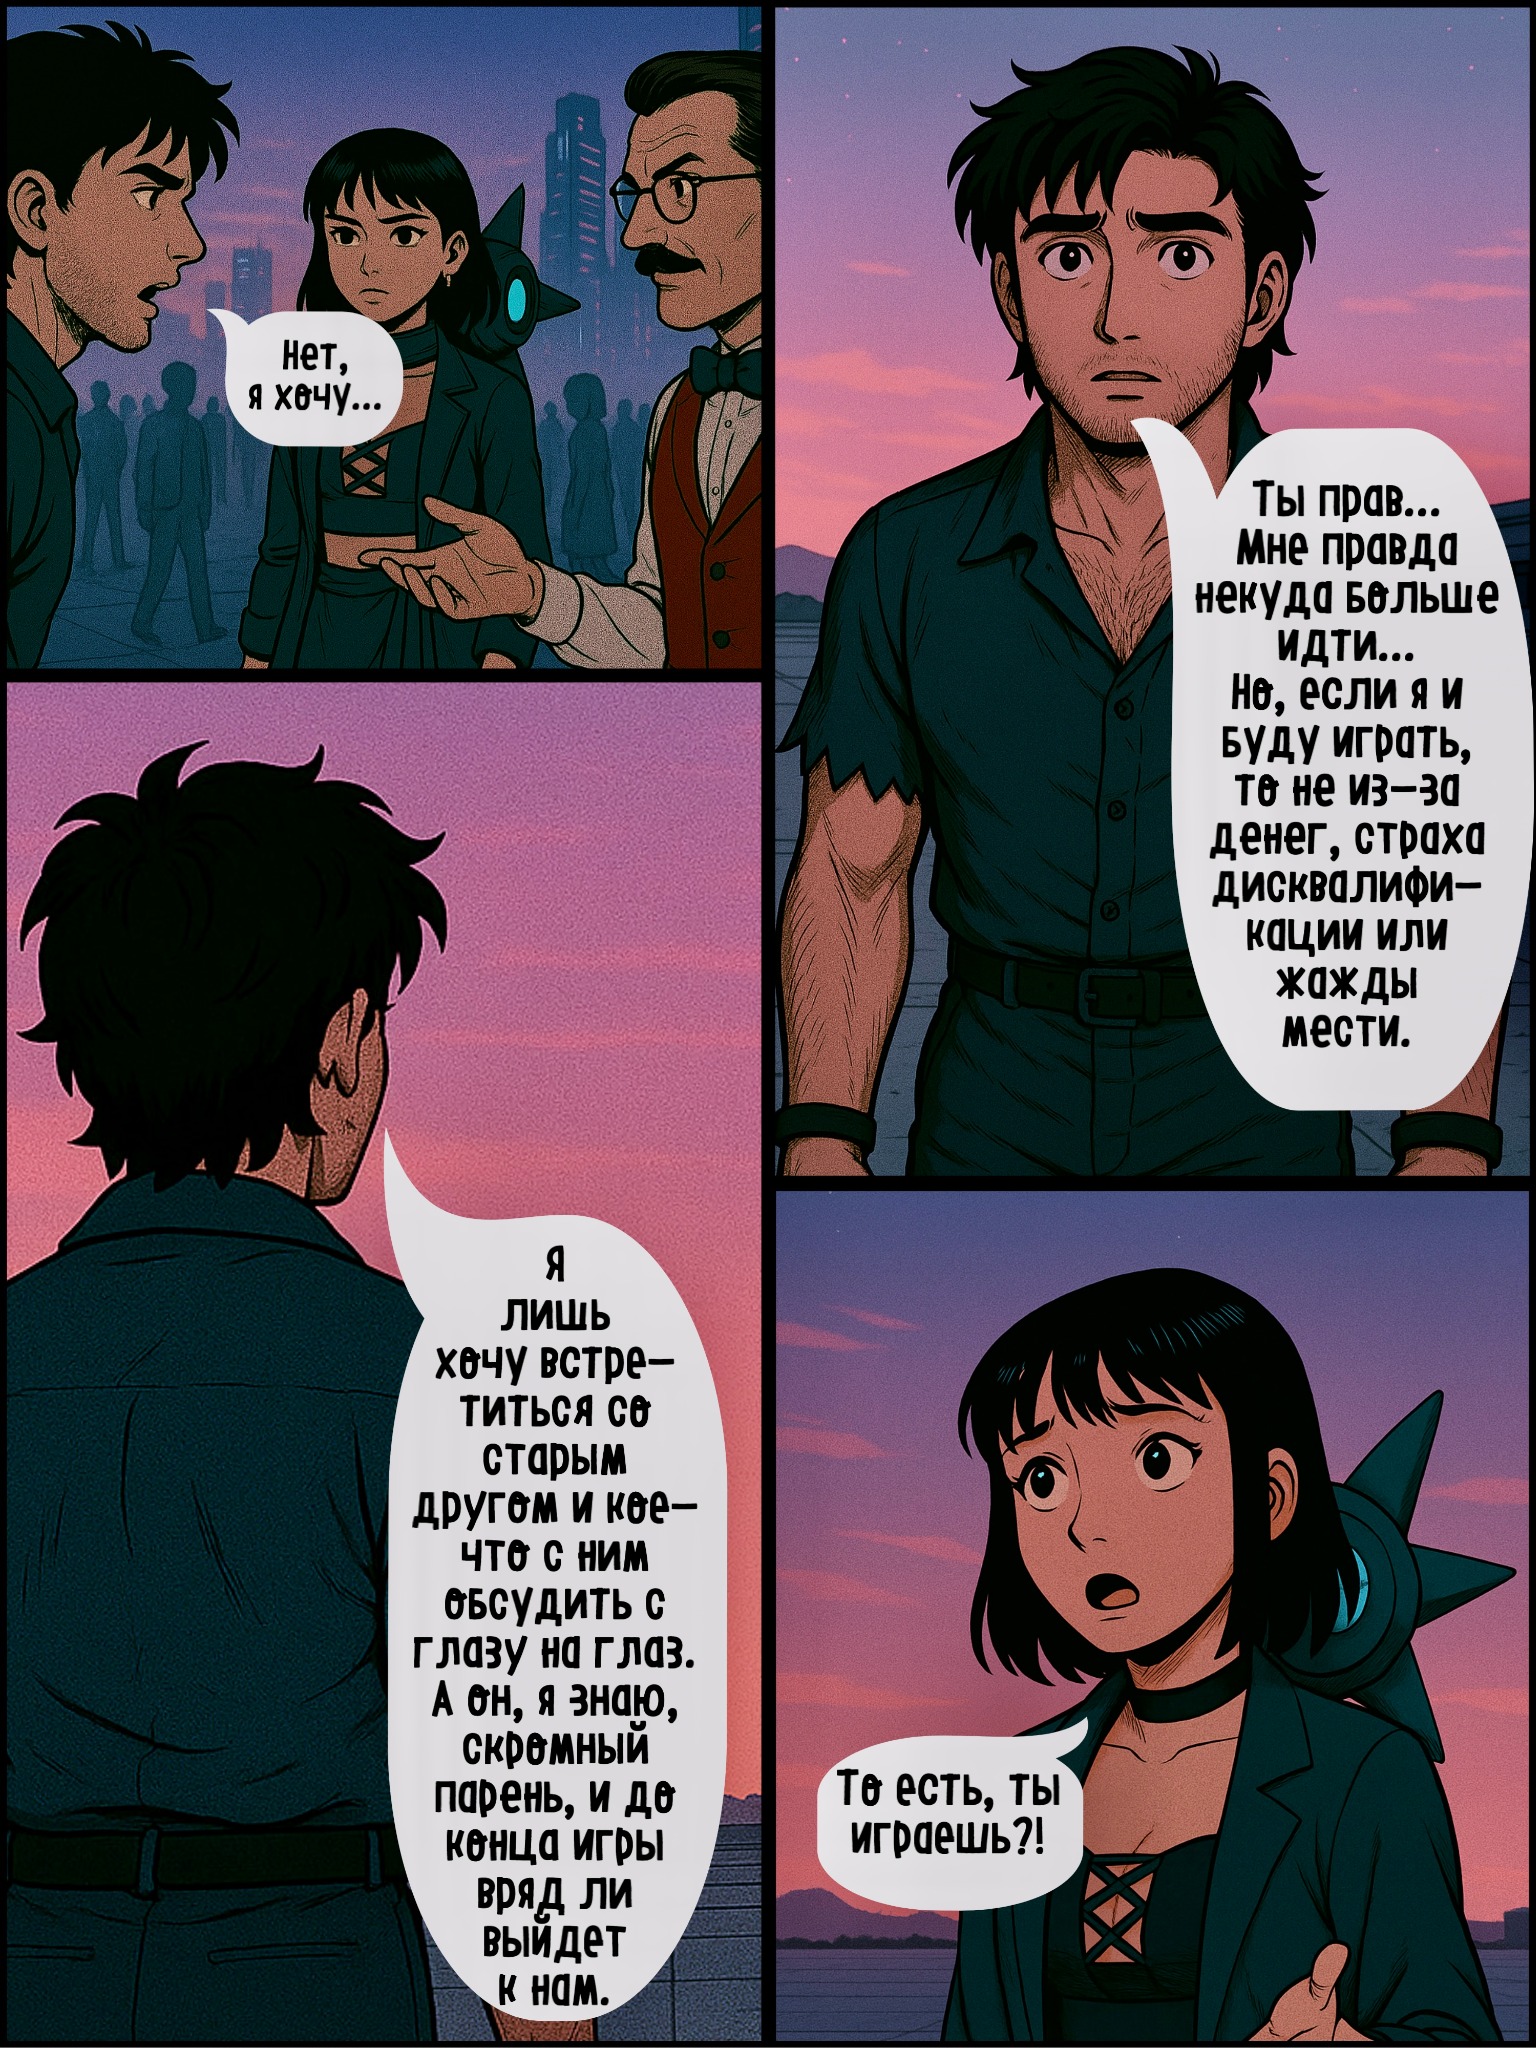 Нет,
я хочу...
Ты прав...
Мне правда
некуда больше
идти...
Но, если я и
буду играть,
то не из-за
денег, страха
дисквалифи-
кации или
жажды
мести.
Я
лишь
хочу встре-
титься со
старым
другом и кое-
что с ним
обсудить с
глазу на глаз.
А он, я знаю,
скромный
парень, и до
конца игры
вряд ли
выйдет
к нам.
То есть, ты
играешь?!